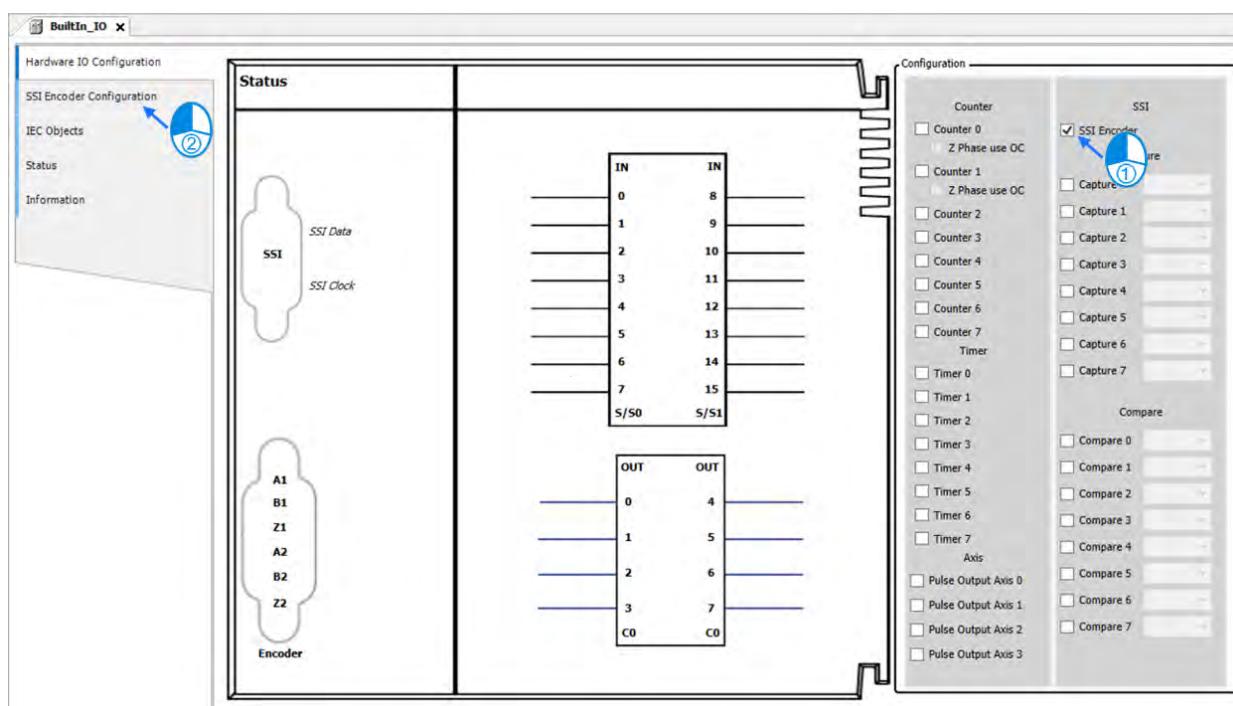 BuiltIn_IO x
Hardware IO Configuration
SSI Encoder Configuration
②
IEC Objects
Status
Information
Status
SSI
SSI Data
SSI Clock
A1
B1
Z1
A2
B2
Z2
Encoder
IN IN
0 8
1 9
2 10
3 11
4 12
5 13
6 14
7 15
S/S0 S/S1
OUT OUT
0 4
1 5
2 6
3 7
C0 C0
Configuration
Counter
Counter 0
Z Phase use OC
Counter 1
Z Phase use OC
Counter 2
Counter 3
Counter 4
Counter 5
Counter 6
Counter 7
Timer
Timer 0
Timer 1
Timer 2
Timer 3
Timer 4
Timer 5
Timer 6
Timer 7
Axis
Pulse Output Axis 0
Pulse Output Axis 1
Pulse Output Axis 2
Pulse Output Axis 3
SSI
SSI Encoder
①
Capture
Capture 1
Capture 2
Capture 3
Capture 4
Capture 5
Capture 6
Capture 7
Compare
Compare 0
Compare 1
Compare 2
Compare 3
Compare 4
Compare 5
Compare 6
Compare 7